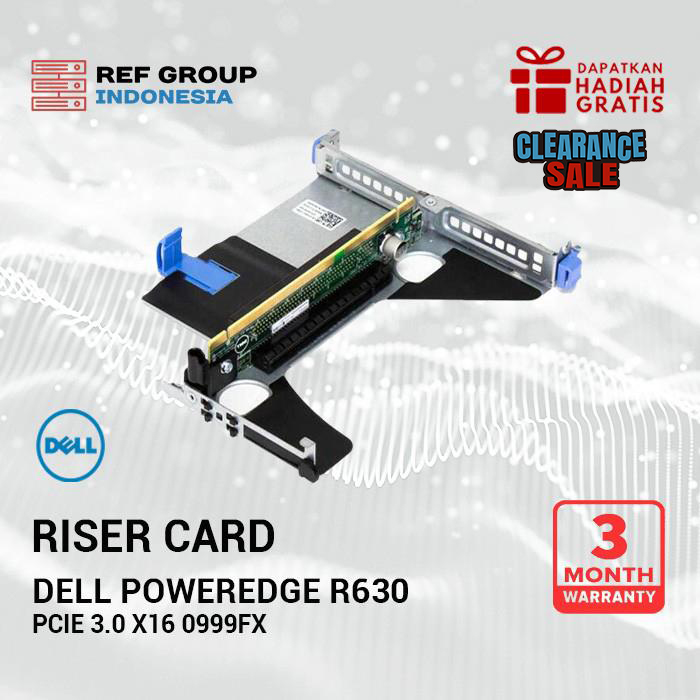 REF GROUP
INDONESIA
DAPATKAN
HADIAH
GRATIS
CLEARANCE
SALE
DELL
RISER CARD
DELL POWEREDGE R630
PCIE 3.0 X16 0999FX
3
MONTH
WARRANTY